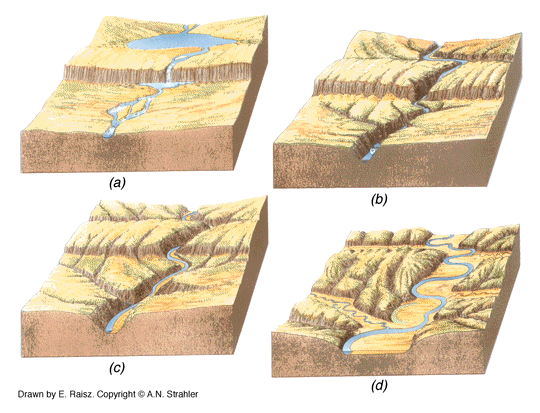 (a)
(b)
(c)
(d)
Drawn by E. Raisz. Copyright © A.N. Strahler